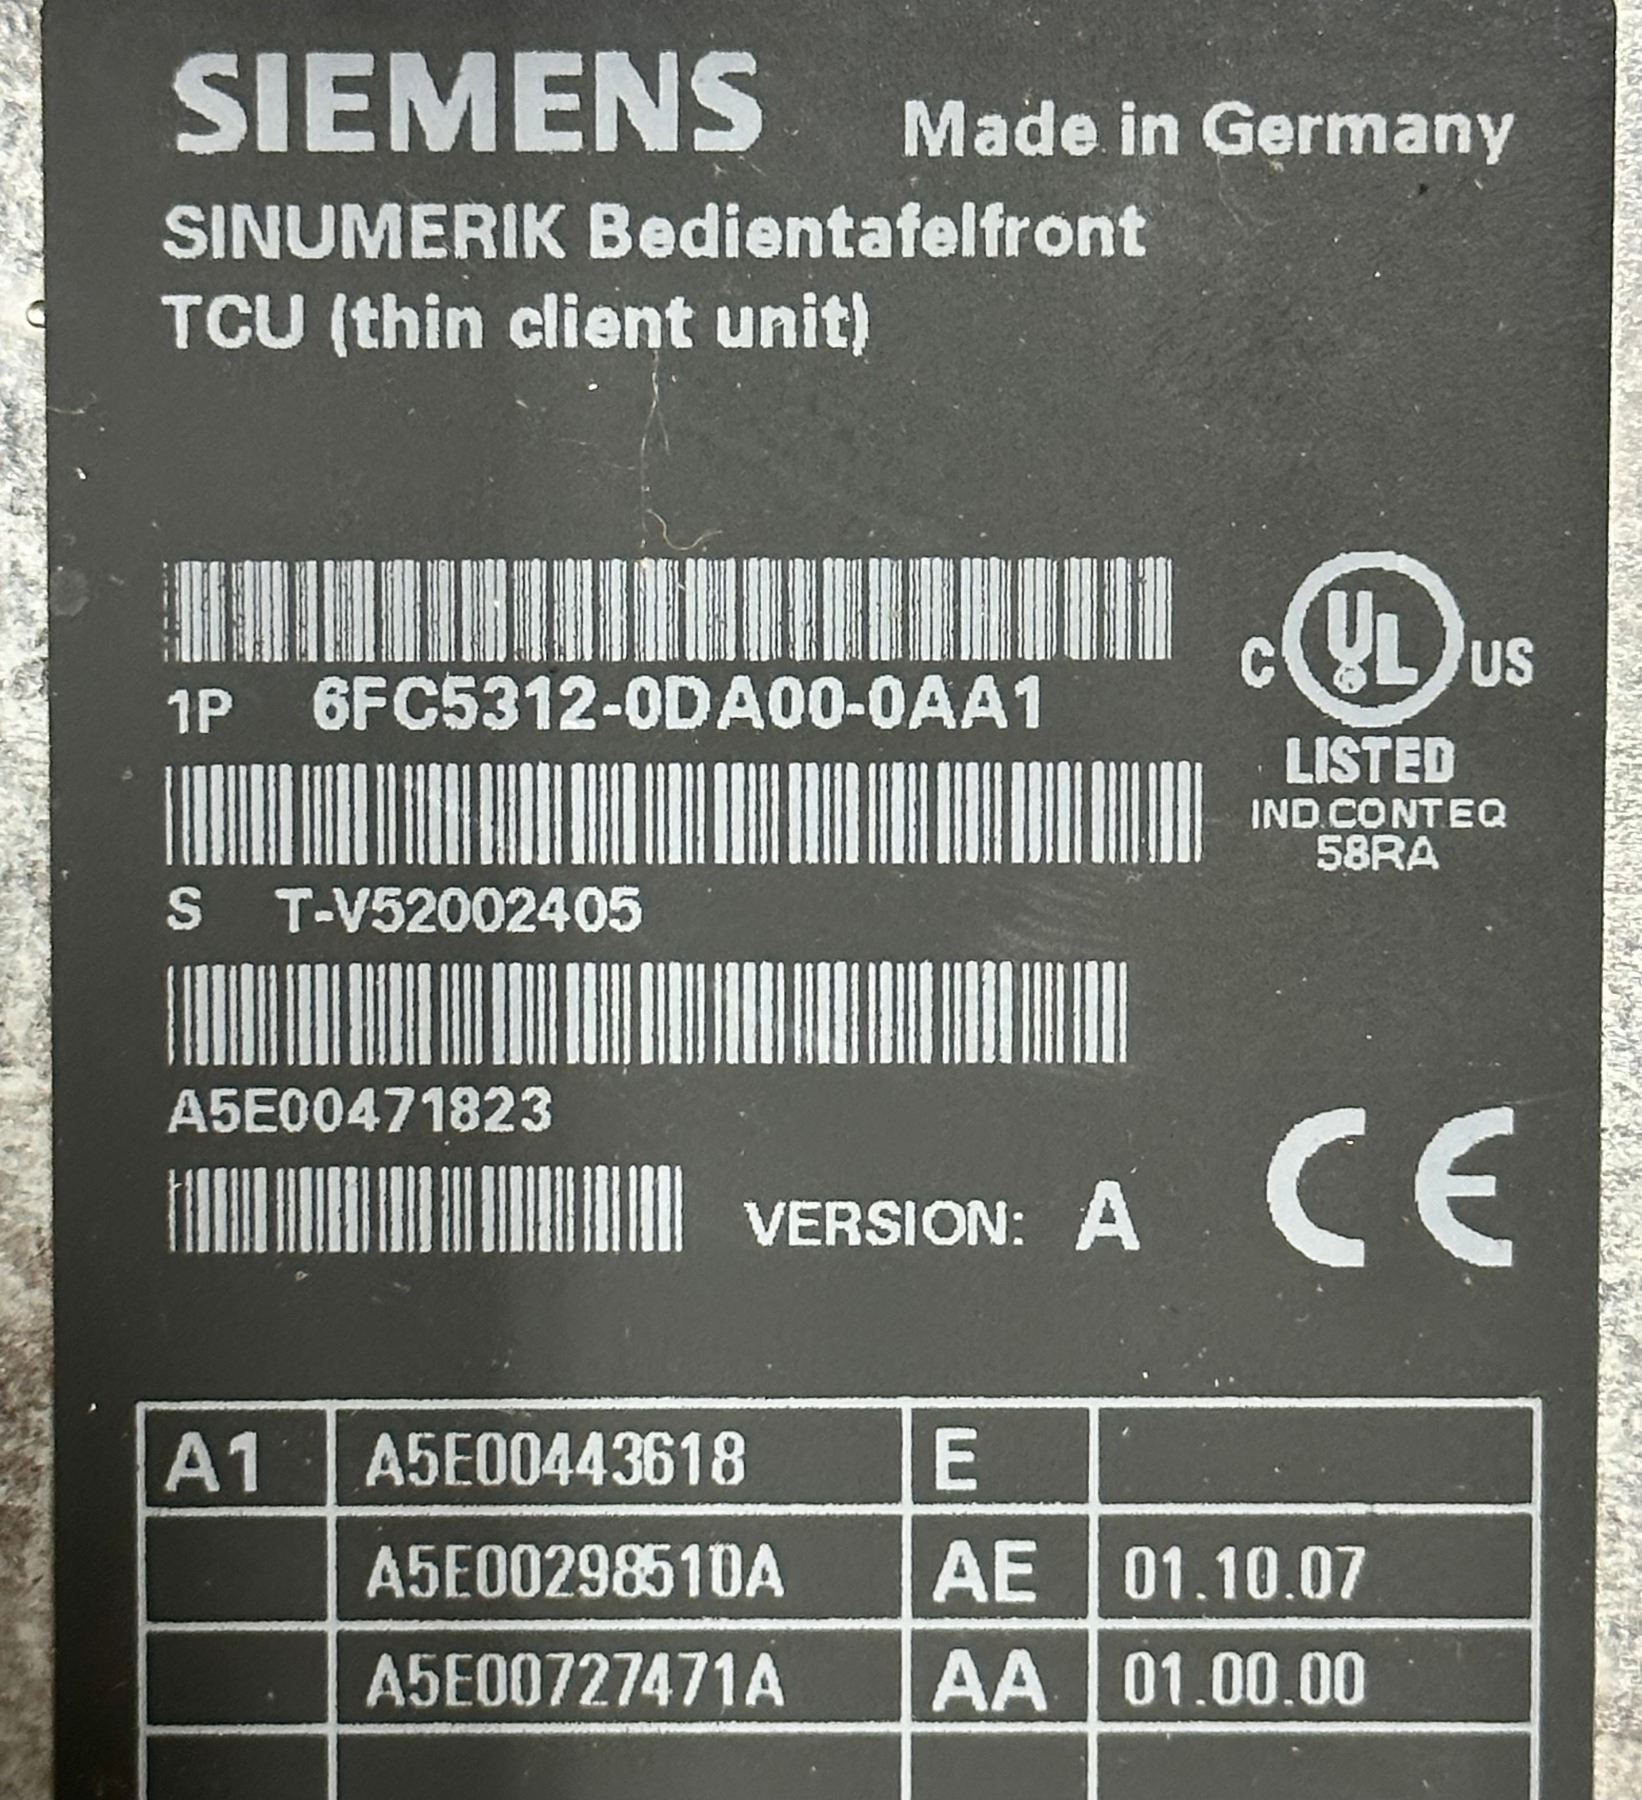 SIEMENS Made in Germany
SINUMERIK Bedientafelfront
TCU (thin client unit)
1P 6FC5312-0DA00-0AA1
C UL US
LISTED
IND.CONT EQ
58RA
S T-V52002405
A5E00471823
VERSION: A CE
A1 A5E00443618 E
A5E00298510A AE 01.10.07
A5E00727471A AA 01.00.00